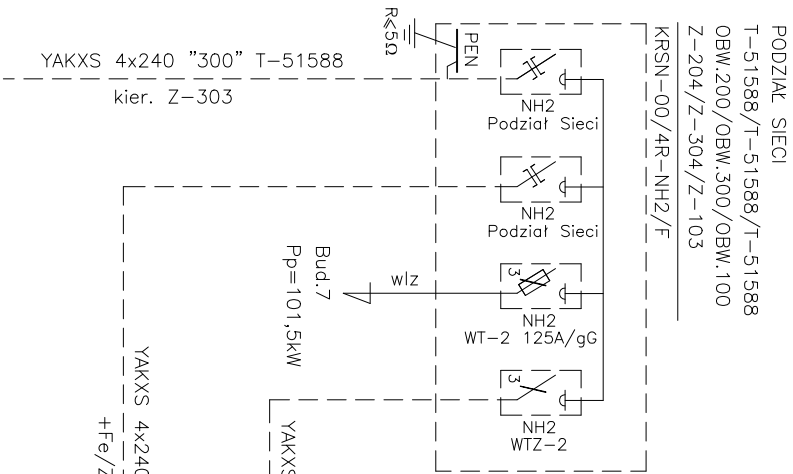 PODZIAŁ SIECI
T-51588/T-51588/T-51588
OBW.200/OBW.300/OBW.100
Z-204/Z-304/Z-103
KRSN-00/4R-NH2/F
PEN
R≤5Ω
YAKXS 4x240 "300" T-51588
kier. Z-303
NH2
Podział Sieci
NH2
Podział Sieci
3
NH2
WT-2 125A/gG
wlz
Bud.7
Pp=101,5kW
3
NH2
WTZ-2
YAKXS 4x240
+Fe/Z
YAKXS